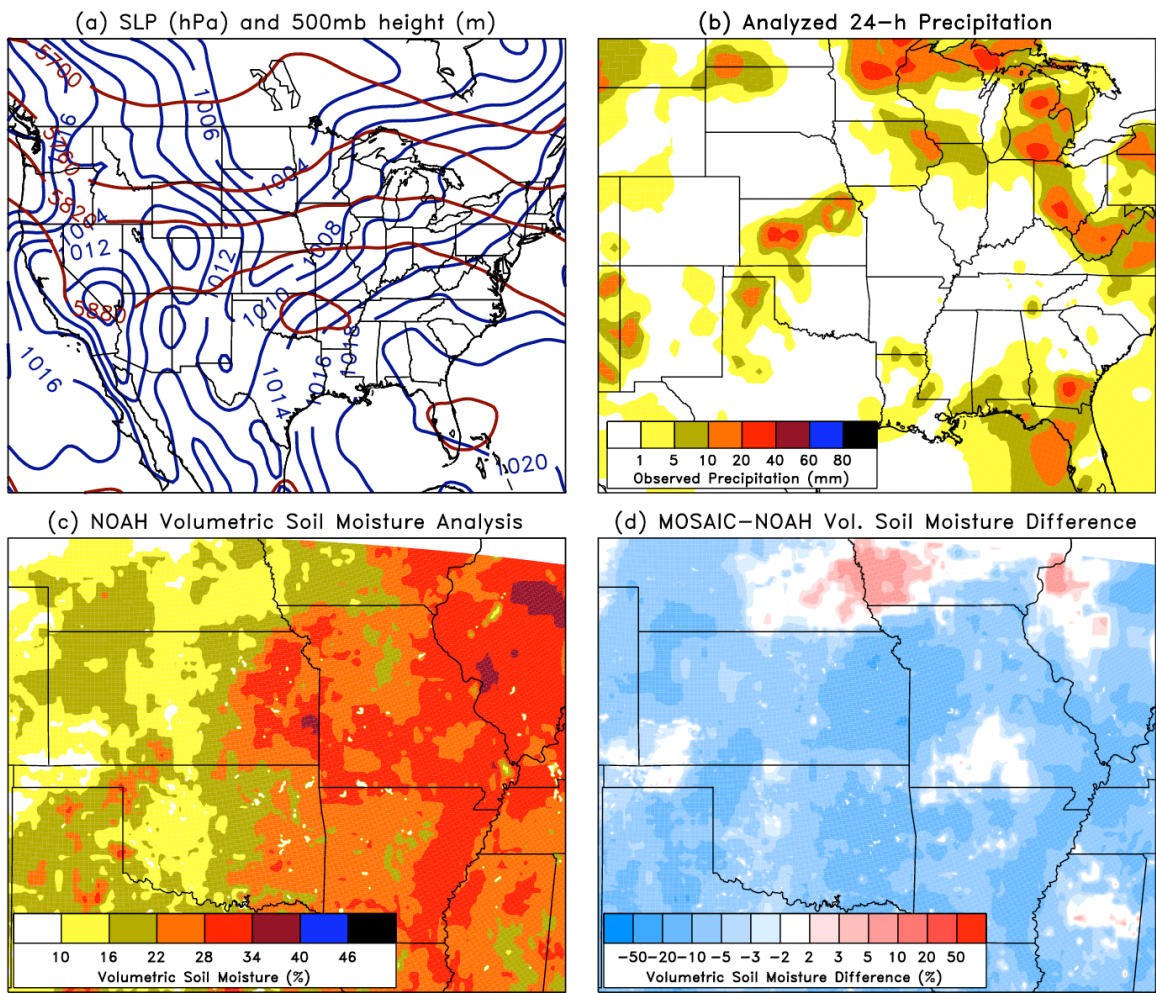 (a) SLP (hPa) and 500mb height (m)
5700
1006
5760
1004
5820
1004
1012
1012
1008
1010
5880
1018
1016
1016
1014
1020
(b) Analyzed 24-h Precipitation
1 5 10 20 40 60 80
Observed Precipitation (mm)
(c) NOAH Volumetric Soil Moisture Analysis
10 16 22 28 34 40 46
Volumetric Soil Moisture (%)
(d) MOSAIC-NOAH Vol. Soil Moisture Difference
-50 -20 -10 -5 -3 -2 2 3 5 10 20 50
Volumetric Soil Moisture Difference (%)